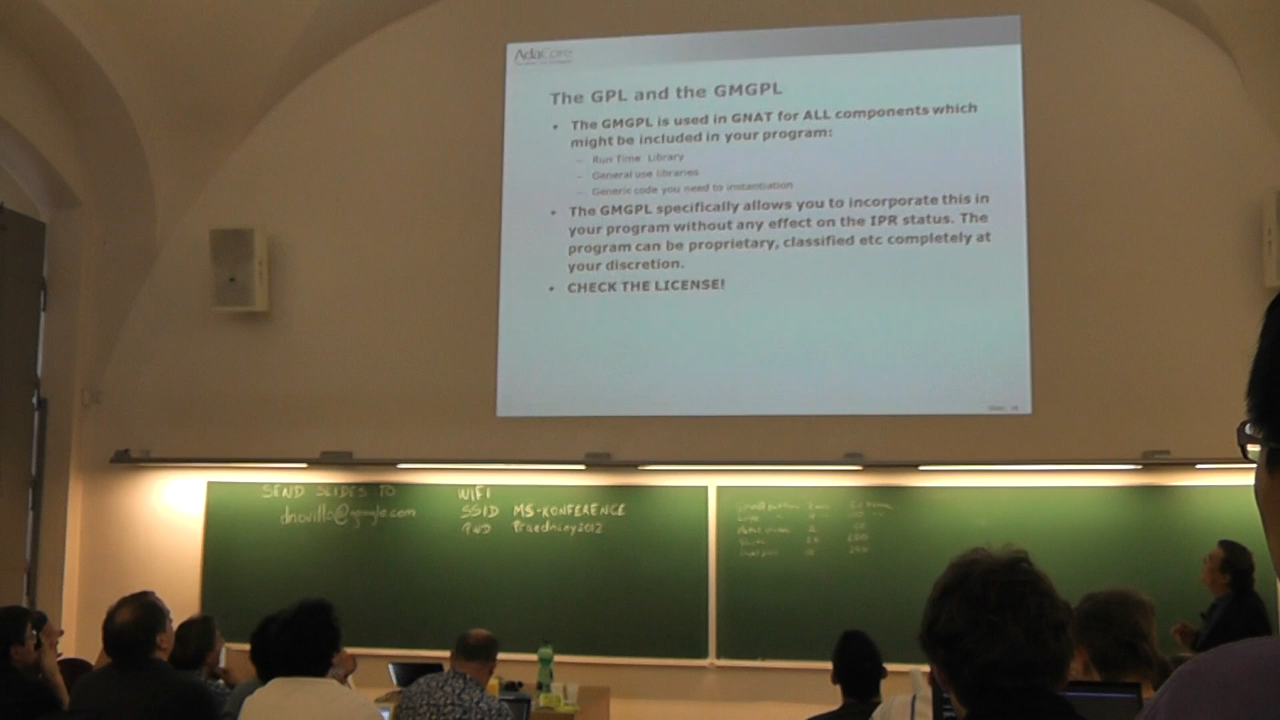 AdaCore
The GPL and the GMGPL
• The GMGPL is used in GNAT for ALL components which
might be included in your program:
– Run Time Library
– General use libraries
– Generic code you need to instantiation
• The GMGPL specifically allows you to incorporate this in
your program without any effect on the IPR status. The
program can be proprietary, classified etc completely at
your discretion.
• CHECK THE LICENSE!
SEND SLIDES TO
dnovillo@google.com
WIFI
SSID MS-KONFERENCE
PWD Praedniny2012